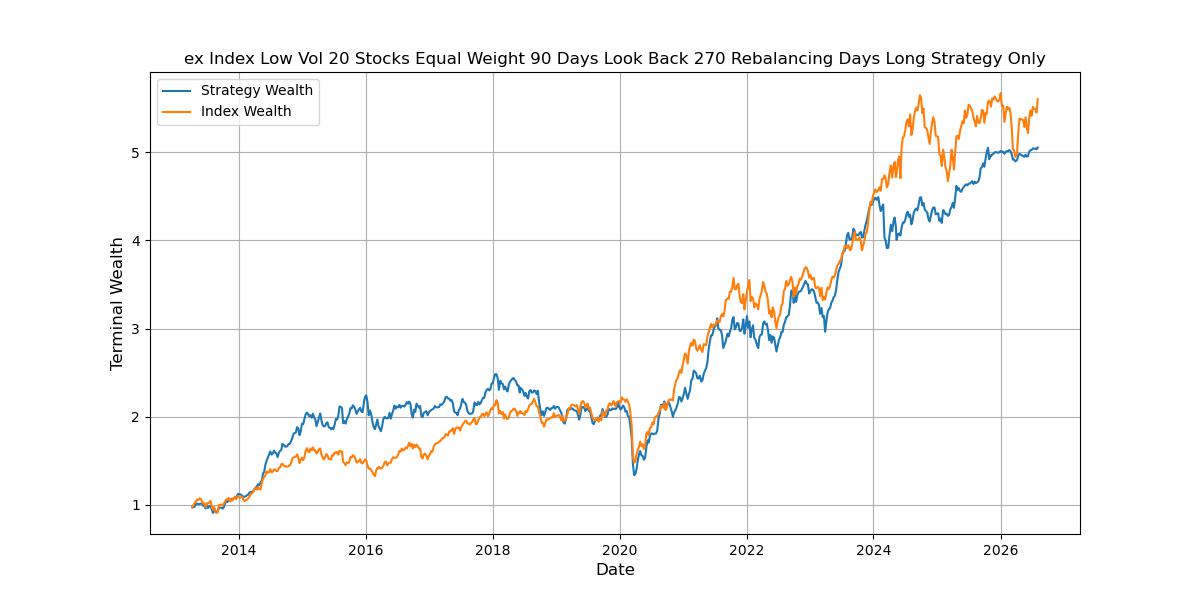 ex Index Low Vol 20 Stocks Equal Weight 90 Days Look Back 270 Rebalancing Days Long Strategy Only
Strategy Wealth
Index Wealth
Terminal Wealth
5
4
3
2
1
2014 2016 2018 2020 2022 2024 2026
Date